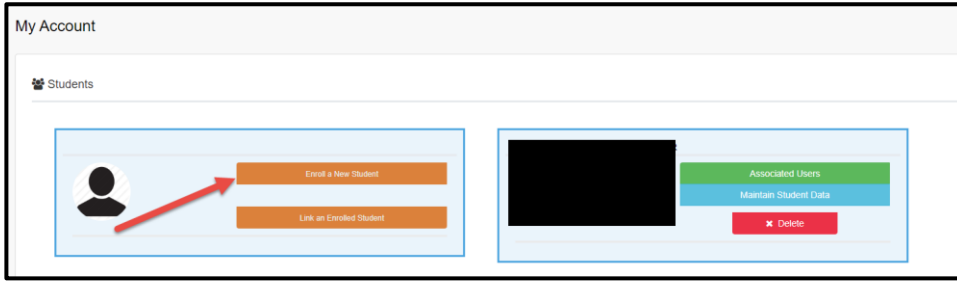 My Account
Students
Enroll a New Student
Link an Enrolled Student
Associated Users
Maintain Student Data
✖ Delete